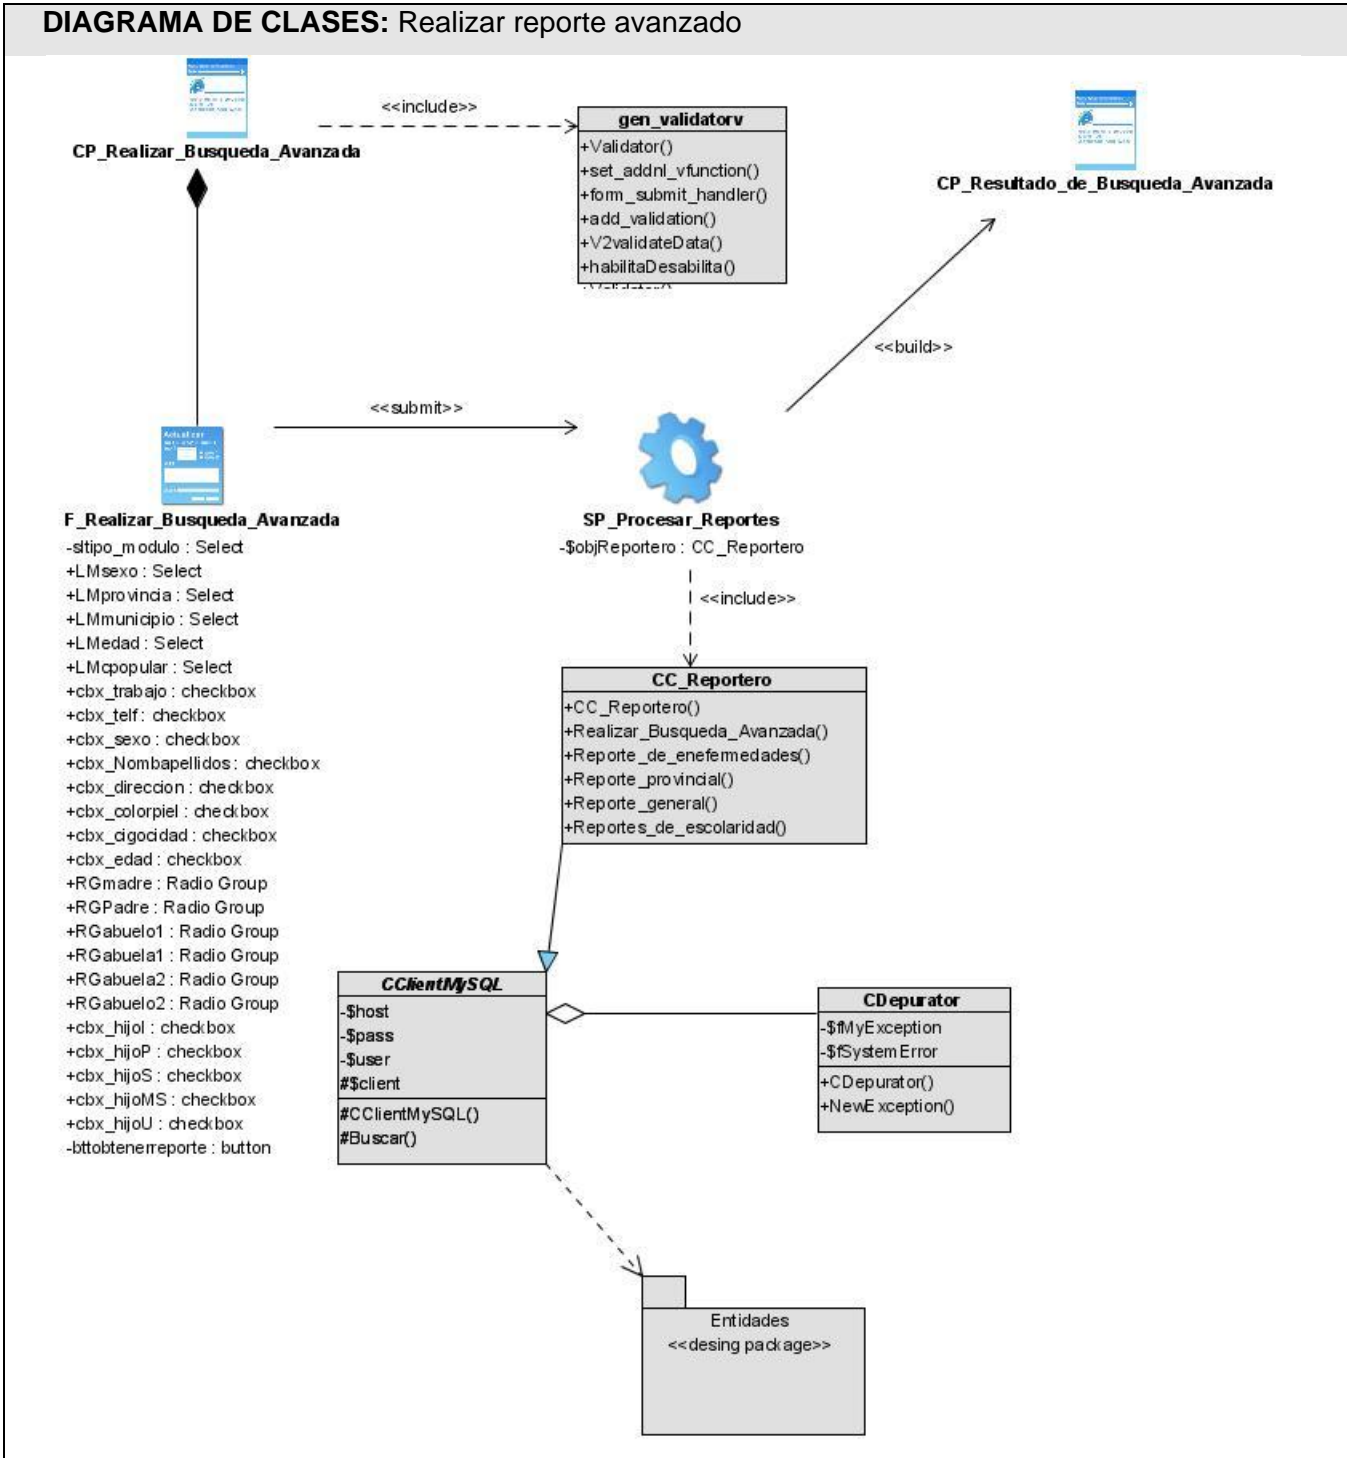 DIAGRAMA DE CLASES: Realizar reporte avanzado
CP_Realizar_Busqueda_Avanzada
<<include>>
gen_validatorv
+Validator()
+set_addnl_vfunction()
+form_submit_handler()
+add_validation()
+V2validateData()
+habilitaDesabilita()
+Validator()
CP_Resultado_de_Busqueda_Avanzada
<<build>>
<<submit>>
Actualizar
F_Realizar_Busqueda_Avanzada
-sltipo_modulo : Select
+LMsexo : Select
+LMprovincia : Select
+LMmunicipio : Select
+LMedad : Select
+LMcpopular : Select
+cbx_trabajo : checkbox
+cbx_telf : checkbox
+cbx_sexo : checkbox
+cbx_Nombapellidos : checkbox
+cbx_direccion : checkbox
+cbx_colorpiel : checkbox
+cbx_cigocidad : checkbox
+cbx_edad : checkbox
+RGmadre : Radio Group
+RGPadre : Radio Group
+RGabuelo1 : Radio Group
+RGabuela1 : Radio Group
+RGabuela2 : Radio Group
+RGabuelo2 : Radio Group
+cbx_hijoI : checkbox
+cbx_hijoP : checkbox
+cbx_hijoS : checkbox
+cbx_hijoMS : checkbox
+cbx_hijoU : checkbox
-bttobtenerreporte : button
SP_Procesar_Reportes
-$objReportero : CC_Reportero
<<include>>
CC_Reportero
+CC_Reportero()
+Realizar_Busqueda_Avanzada()
+Reporte_de_enefermedades()
+Reporte_provincial()
+Reporte_general()
+Reportes_de_escolaridad()
CClientMySQL
-$host
-$pass
-$user
#$client
#CClientMySQL()
#Buscar()
CDepurator
-$fMyException
-$fSystemError
+CDepurator()
+NewException()
Entidades
<<desing package>>